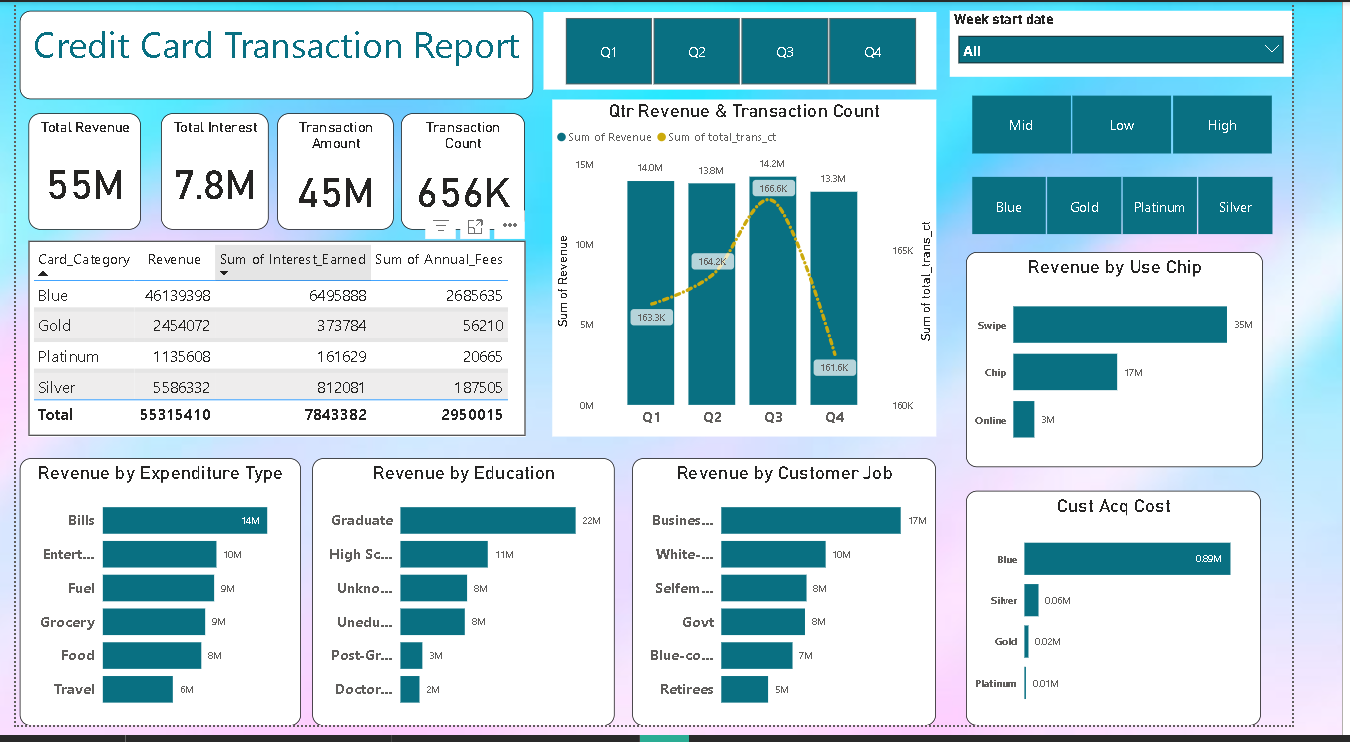 Credit Card Transaction Report
Q1 Q2 Q3 Q4
Week start date
All
Mid Low High
Blue Gold Platinum Silver
Total Revenue
55M
Total Interest
7.8M
Transaction
Amount
45M
Transaction
Count
656K
Card_Category Revenue Sum of Interest_Earned Sum of Annual_Fees
Blue 46139398 6495888 2685635
Gold 2454072 373784 56210
Platinum 1135608 161629 20665
Silver 5586332 812081 187505
Total 55315410 7843382 2950015
Qtr Revenue & Transaction Count
Sum of Revenue Sum of total_trans_ct
Sum of Revenue
15M
10M
5M
0M
14.0M 13.8M 14.2M 13.3M
163.3K 164.2K 166.6K 161.6K
Q1 Q2 Q3 Q4
165K
160K
Sum of total_trans_ct
Revenue by Use Chip
Swipe 35M
Chip 17M
Online 3M
Revenue by Expenditure Type
Bills 14M
Entert... 10M
Fuel 9M
Grocery 9M
Food 8M
Travel 6M
Revenue by Education
Graduate 22M
High Sc... 11M
Unkno... 8M
Unedu... 8M
Post-Gr... 3M
Doctor... 2M
Revenue by Customer Job
Busines... 17M
White-... 10M
Selfem... 8M
Govt 8M
Blue-co... 7M
Retirees 5M
Cust Acq Cost
Blue 0.89M
Silver 0.06M
Gold 0.02M
Platinum 0.01M